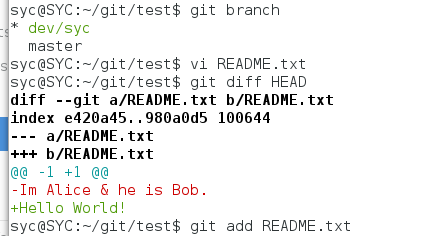 syc@SYC:~/git/test$ git branch
* dev/syc
  master
syc@SYC:~/git/test$ vi README.txt
syc@SYC:~/git/test$ git diff HEAD
diff --git a/README.txt b/README.txt
index e420a45..980a0d5 100644
--- a/README.txt
+++ b/README.txt
@@ -1 +1 @@
-Im Alice & he is Bob.
+Hello World!
syc@SYC:~/git/test$ git add README.txt